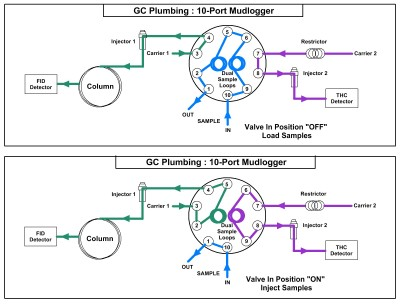 GC Plumbing : 10-Port Mudlogger
Injector 1
Carrier 1
FID
Detector
Column
4
5
6
3
7
2
8
1
10
9
Dual
Sample
Loops
OUT
SAMPLE
IN
Restrictor
Carrier 2
Injector 2
THC
Detector
Valve In Position "OFF"
Load Samples
GC Plumbing : 10-Port Mudlogger
Injector 1
Carrier 1
FID
Detector
Column
4
5
6
3
7
2
8
1
10
9
Dual
Sample
Loops
OUT
SAMPLE
IN
Restrictor
Carrier 2
Injector 2
THC
Detector
Valve In Position "ON"
Inject Samples